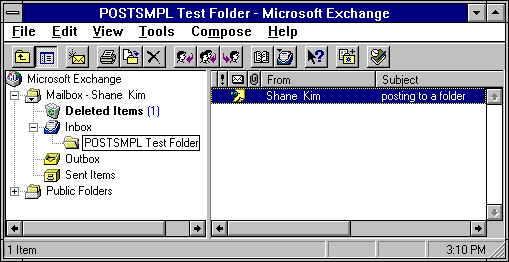 POSTSMPL Test Folder - Microsoft Exchange
File Edit View Tools Compose Help
! From Subject
Microsoft Exchange
Mailbox - Shane Kim
Deleted Items (1)
Inbox
POSTSMPL Test Folder
Outbox
Sent Items
Public Folders
Shane Kim posting to a folder
1 Item 3:10 PM